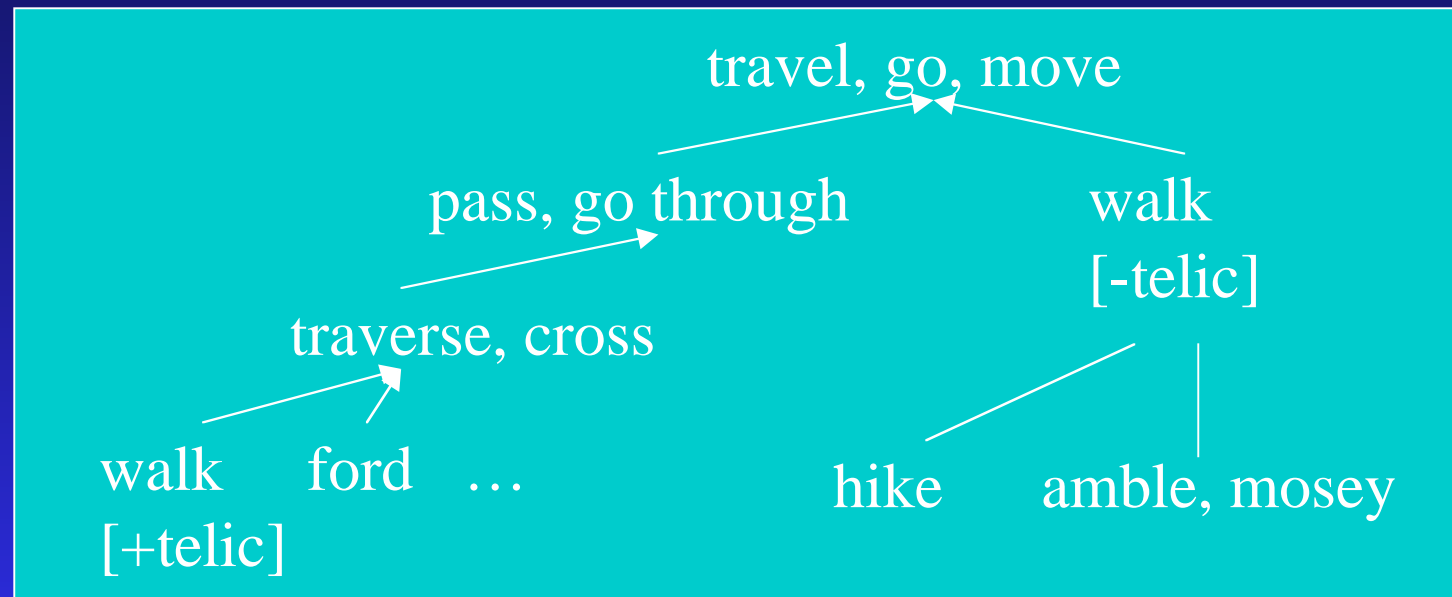 travel, go, move
pass, go through
walk
[-telic]
traverse, cross
walk
[+telic]
ford
…
hike
amble, mosey